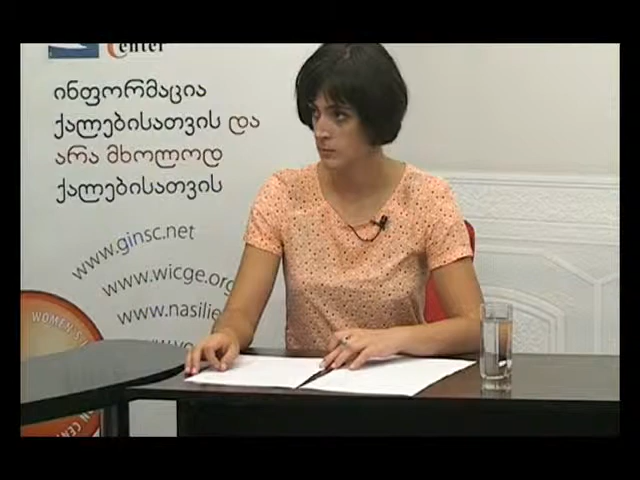 Center
ინფორმაცია
ქალებისათვის და
არა მხოლოდ
ქალებისათვის
www.ginsc.net
www.wicge.org
www.nasilie
WOMEN'S